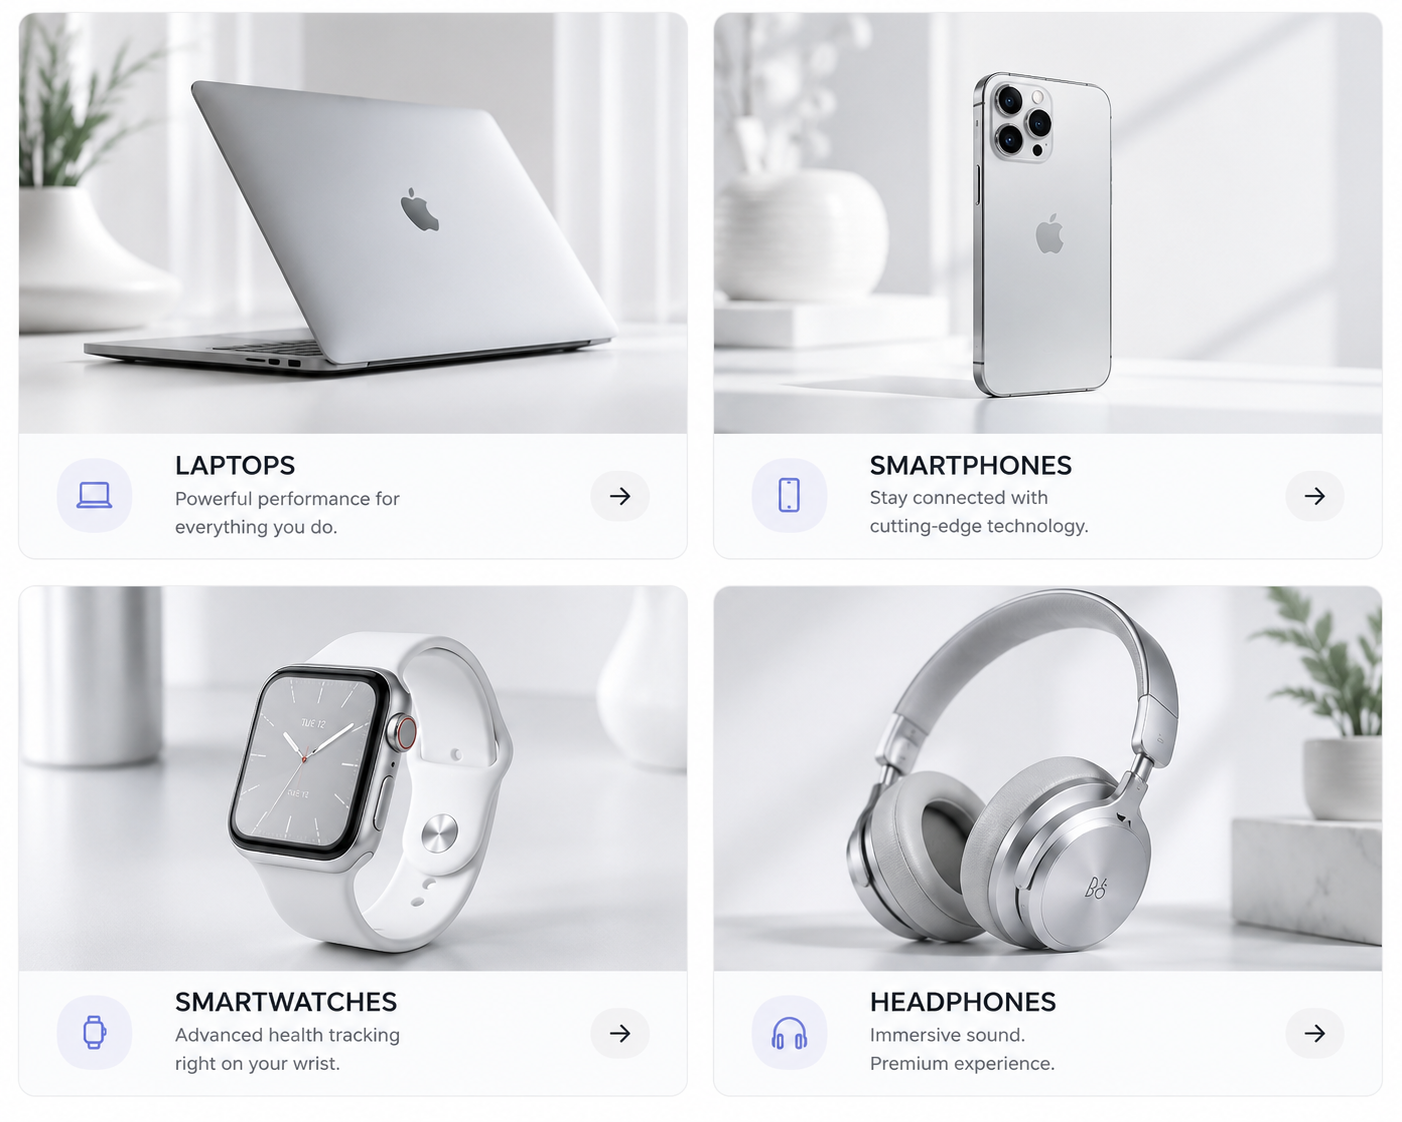 LAPTOPS
Powerful performance for
everything you do.
SMARTPHONES
Stay connected with
cutting-edge technology.
TUE 12
SMARTWATCHES
Advanced health tracking
right on your wrist.
HEADPHONES
Immersive sound.
Premium experience.